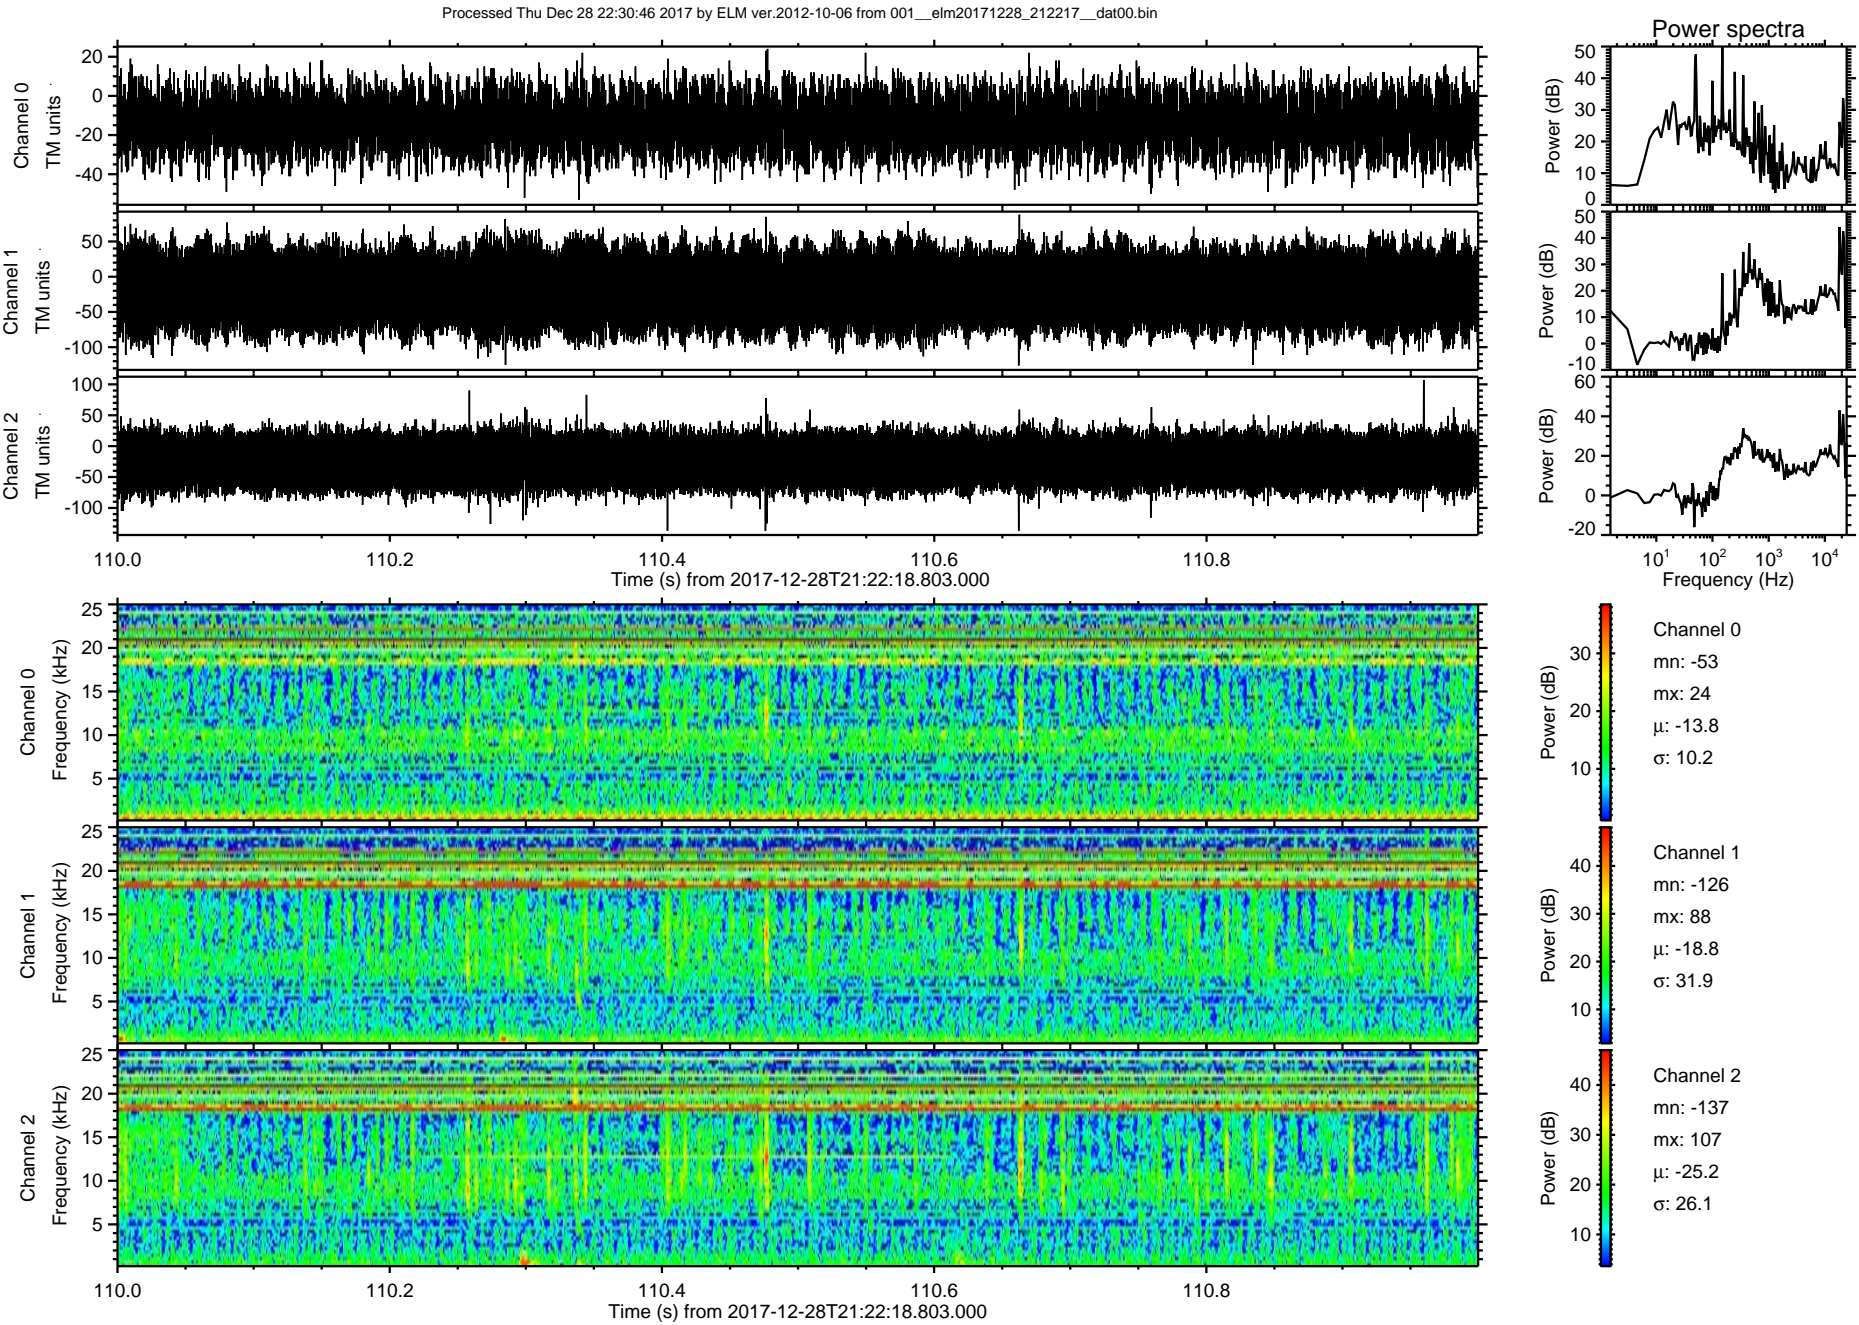 Processed Thu Dec 28 22:30:46 2017 by ELM ver.2012-10-06 from 001__elm20171228_212217__dat00.bin
Power spectra
Channel 0
TM units
20
0
-20
-40
Power (dB)
50
40
30
20
10
0
Channel 1
TM units
50
0
-50
-100
Power (dB)
50
40
30
20
10
0
-10
Channel 2
TM units
100
50
0
-50
-100
Power (dB)
60
40
20
0
-20
110.0 110.2 110.4 110.6 110.8
Time (s) from 2017-12-28T21:22:18.803.000
10^1 10^2 10^3 10^4
Frequency (Hz)
Channel 0
Frequency (kHz)
25
20
15
10
5
Power (dB)
30
20
10
Channel 0
mn: -53
mx: 24
μ: -13.8
σ: 10.2
Channel 1
Frequency (kHz)
25
20
15
10
5
Power (dB)
40
30
20
10
Channel 1
mn: -126
mx: 88
μ: -18.8
σ: 31.9
Channel 2
Frequency (kHz)
25
20
15
10
5
Power (dB)
40
30
20
10
Channel 2
mn: -137
mx: 107
μ: -25.2
σ: 26.1
110.0 110.2 110.4 110.6 110.8
Time (s) from 2017-12-28T21:22:18.803.000